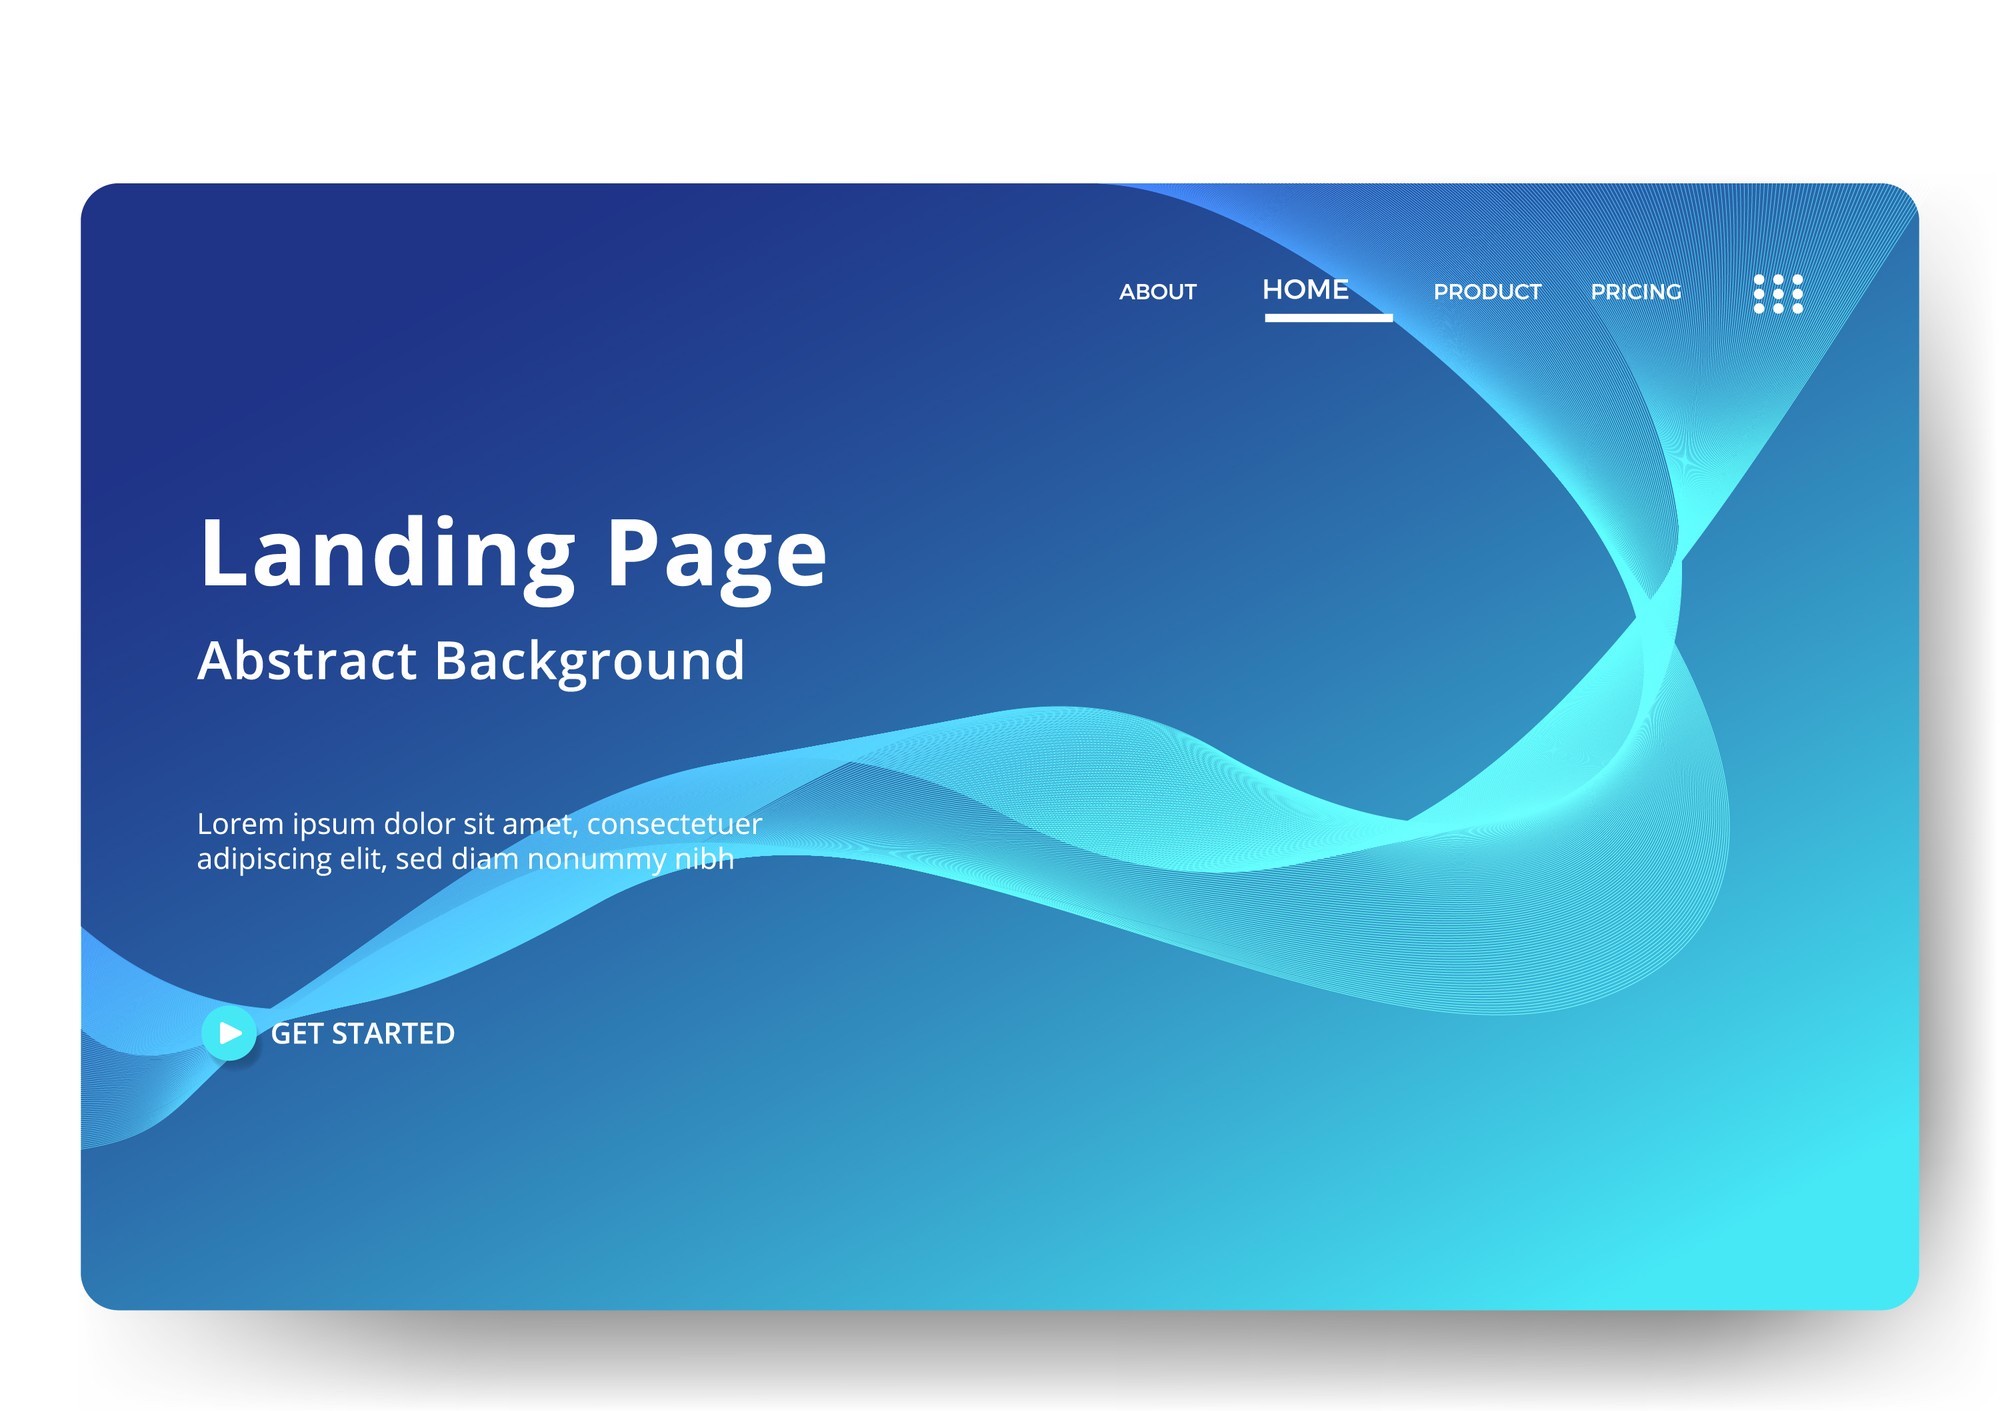 ABOUT HOME PRODUCT PRICING
Landing Page
Abstract Background
Lorem ipsum dolor sit amet, consectetuer
adipiscing elit, sed diam nonummy nibh
GET STARTED